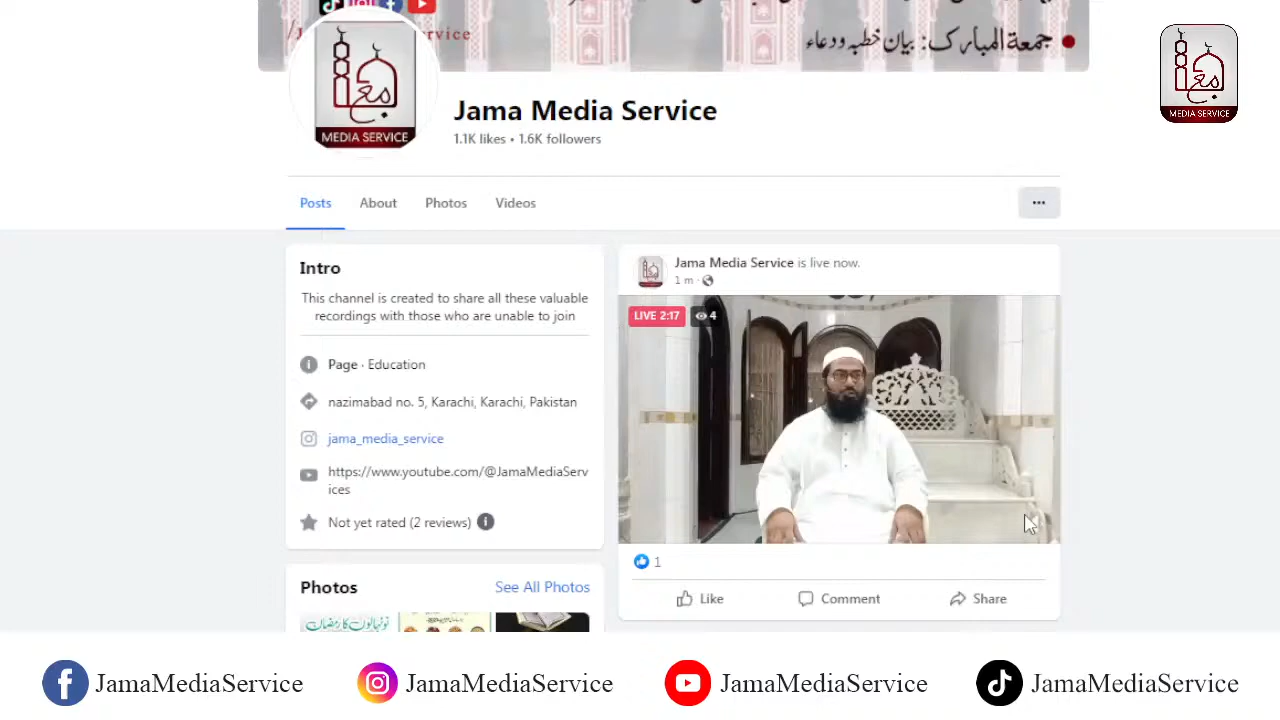 جمعة المبارک: بیان خطبہ ودعاء
جامع
MEDIA SERVICE
MEDIA SERVICE
Jama Media Service
1.1K likes • 1.6K followers
Posts
About
Photos
Videos
Intro
This channel is created to share all these valuable
recordings with those who are unable to join
Page · Education
nazimabad no. 5, Karachi, Karachi, Pakistan
jama_media_service
https://www.youtube.com/@JamaMediaServ
ices
Not yet rated (2 reviews)
Photos
See All Photos
نونہالوں کا رمضان
Jama Media Service is live now.
1 m ·
LIVE 2:17
4
1
Like
Comment
Share
JamaMediaService
JamaMediaService
JamaMediaService
JamaMediaService